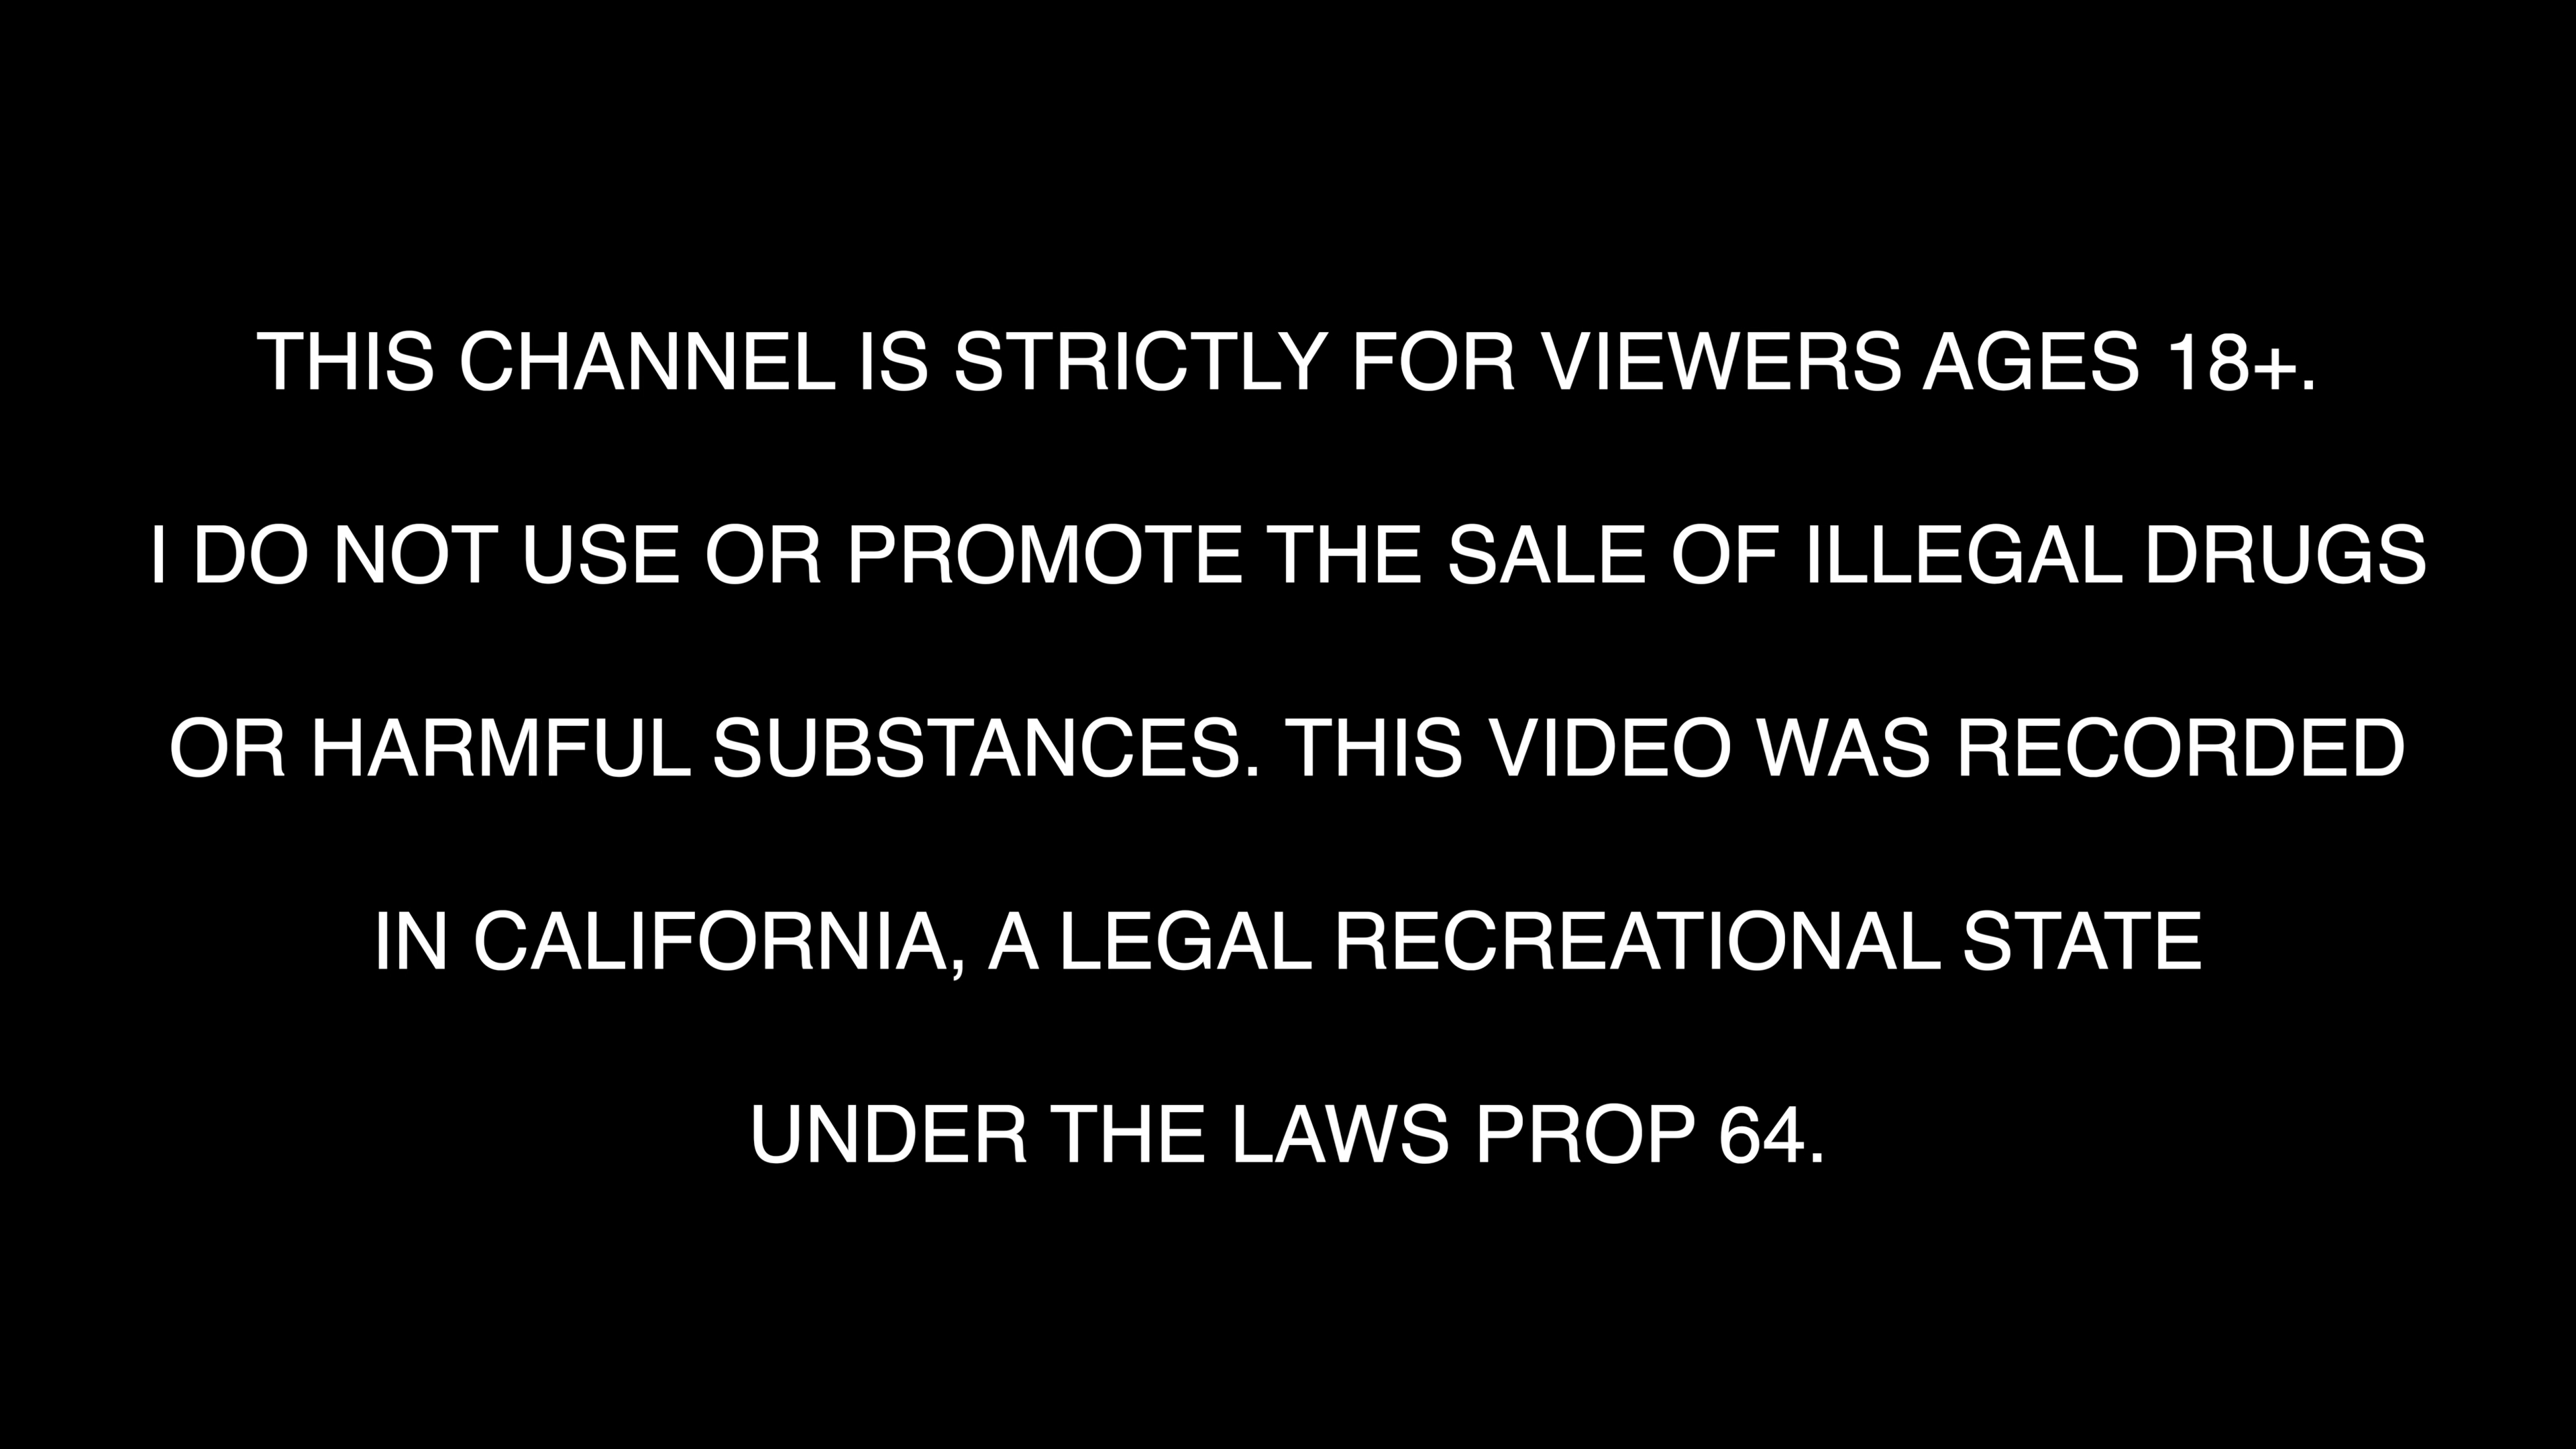 THIS CHANNEL IS STRICTLY FOR VIEWERS AGES 18+.
I DO NOT USE OR PROMOTE THE SALE OF ILLEGAL DRUGS
OR HARMFUL SUBSTANCES. THIS VIDEO WAS RECORDED
IN CALIFORNIA, A LEGAL RECREATIONAL STATE
UNDER THE LAWS PROP 64.